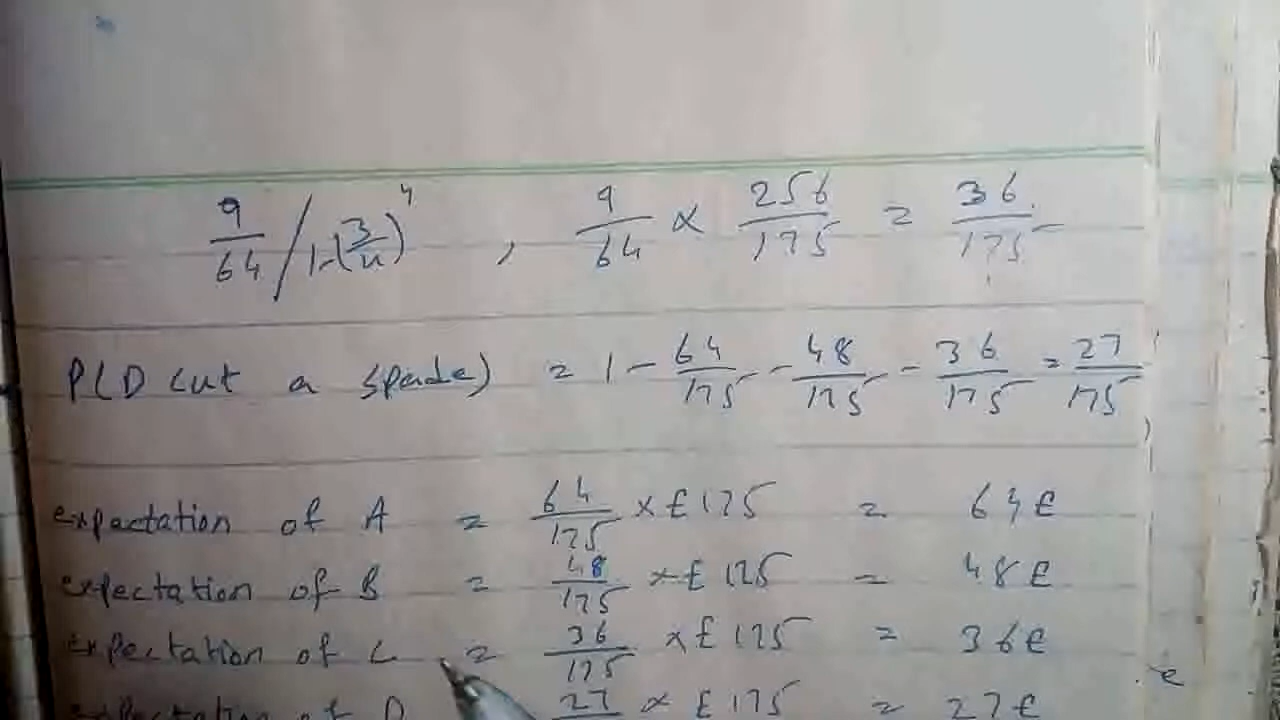 9/64 / 1-(3/4)^4 , 9/64 × 256/175 = 36/175
P(D cut a spade) = 1 - 64/175 - 48/175 - 36/175 = 27/175
expectation of A = 64/175 × £175 = 64£
expectation of B = 48/175 × £175 = 48£
expectation of C = 36/175 × £175 = 36£
expectation of D 27 × £175 = 27£